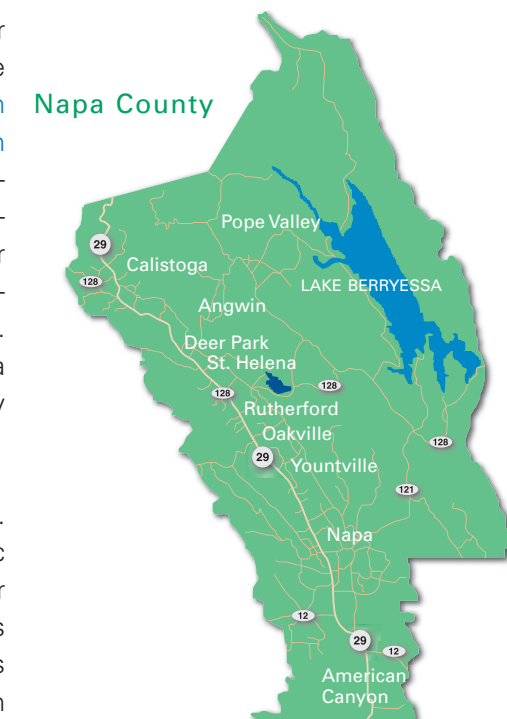 Napa County
Pope Valley
29
Calistoga
128
LAKE BERRYESSA
Angwin
Deer Park
St. Helena
128
128
Rutherford
Oakville
128
29
Yountville
121
Napa
12
29
12
American
Canyon